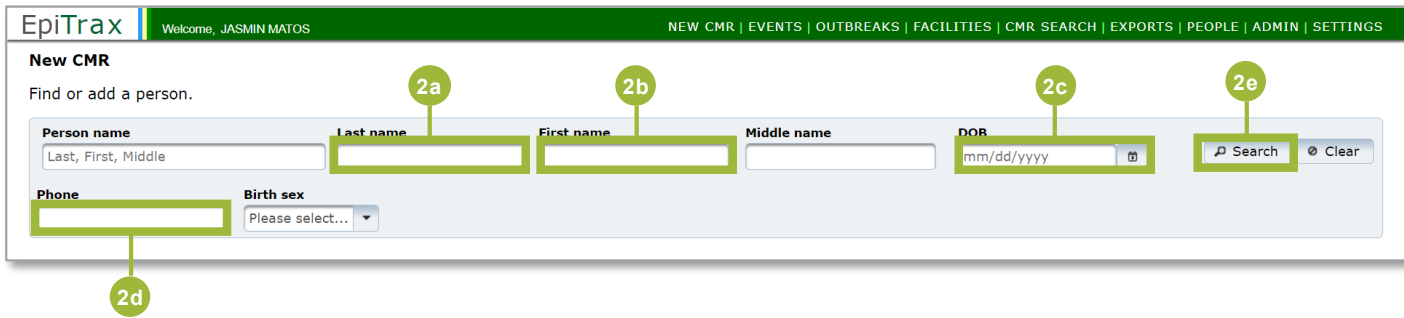 EpiTrax Welcome, JASMIN MATOS NEW CMR | EVENTS | OUTBREAKS | FACILITIES | CMR SEARCH | EXPORTS | PEOPLE | ADMIN | SETTINGS
New CMR
2a 2b 2c 2e
Find or add a person.
Person name Last name First name Middle name DOB
Last, First, Middle mm/dd/yyyy Search Clear
Phone Birth sex
Please select...
2d